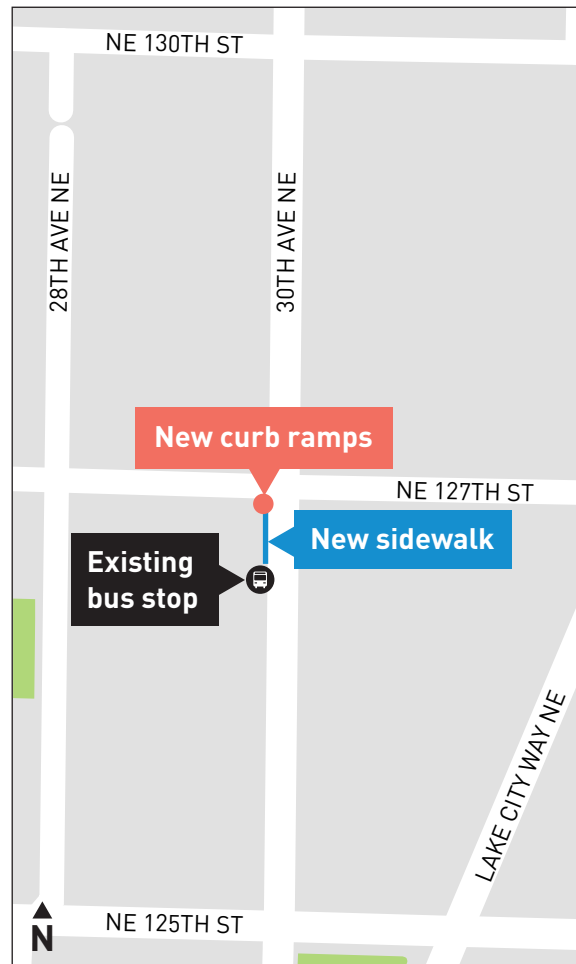 NE 130TH ST
28TH AVE NE
30TH AVE NE
New curb ramps
NE 127TH ST
New sidewalk
Existing
bus stop
LAKE CITY WAY NE
NE 125TH ST
N